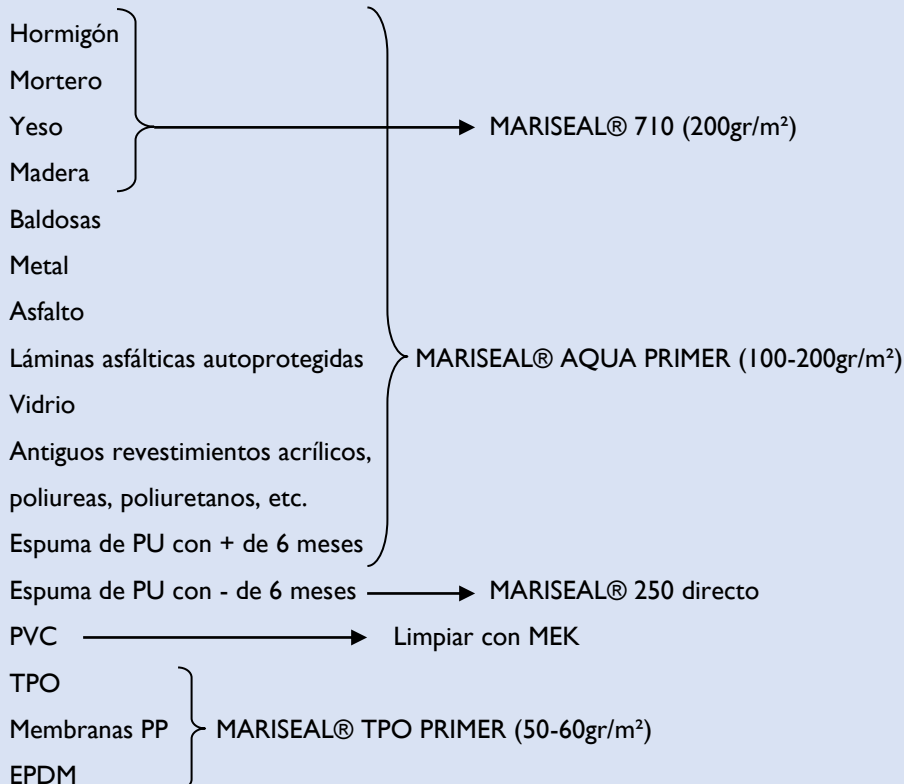 Hormigón
Mortero
Yeso MARISEAL® 710 (200gr/m²)
Madera
Baldosas
Metal
Asfalto
Láminas asfálticas autoprotegidas MARISEAL® AQUA PRIMER (100-200gr/m²)
Vidrio
Antiguos revestimientos acrílicos,
poliureas, poliuretanos, etc.
Espuma de PU con + de 6 meses
Espuma de PU con - de 6 meses MARISEAL® 250 directo
PVC Limpiar con MEK
TPO
Membranas PP MARISEAL® TPO PRIMER (50-60gr/m²)
EPDM